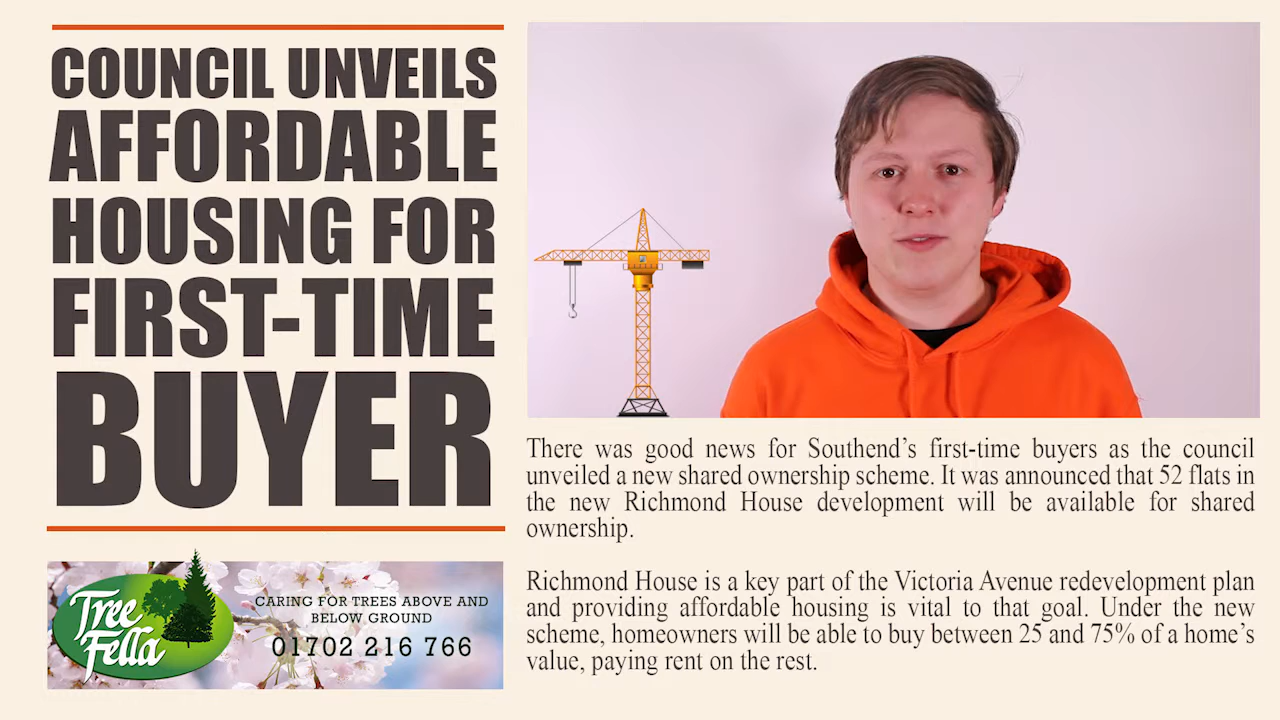 COUNCIL UNVEILS
AFFORDABLE
HOUSING FOR
FIRST-TIME
BUYER
There was good news for Southend’s first-time buyers as the council
unveiled a new shared ownership scheme. It was announced that 52 flats in
the new Richmond House development will be available for shared
ownership.
Richmond House is a key part of the Victoria Avenue redevelopment plan
and providing affordable housing is vital to that goal. Under the new
scheme, homeowners will be able to buy between 25 and 75% of a home’s
value, paying rent on the rest.
Tree
Fella
CARING FOR TREES ABOVE AND
BELOW GROUND
01702 216 766